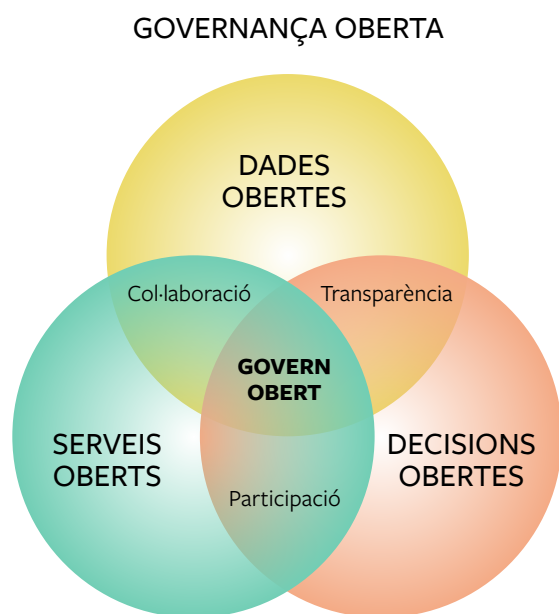 GOVERNANÇA OBERTA
DADES
OBERTES
Col·laboració
Transparència
GOVERN
OBERT
SERVEIS
OBERTS
DECISIONS
OBERTES
Participació